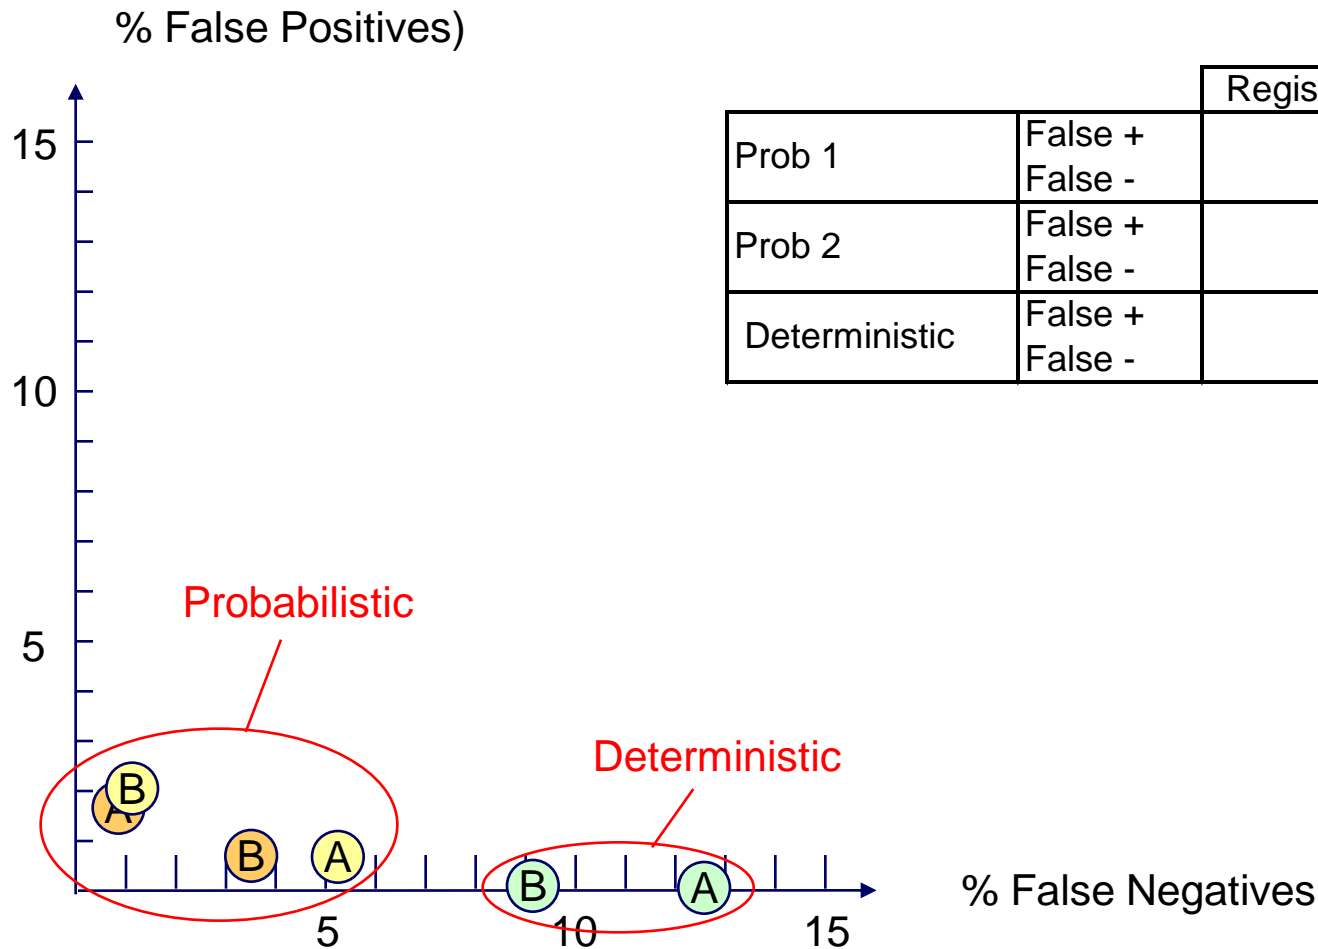 % False Positives)
Regis
Prob 1
False +
False -
Prob 2
False +
False -
Deterministic
False +
False -
15
10
5
Probabilistic
Deterministic
B
A
B
A
B
A
% False Negatives
5
10
15